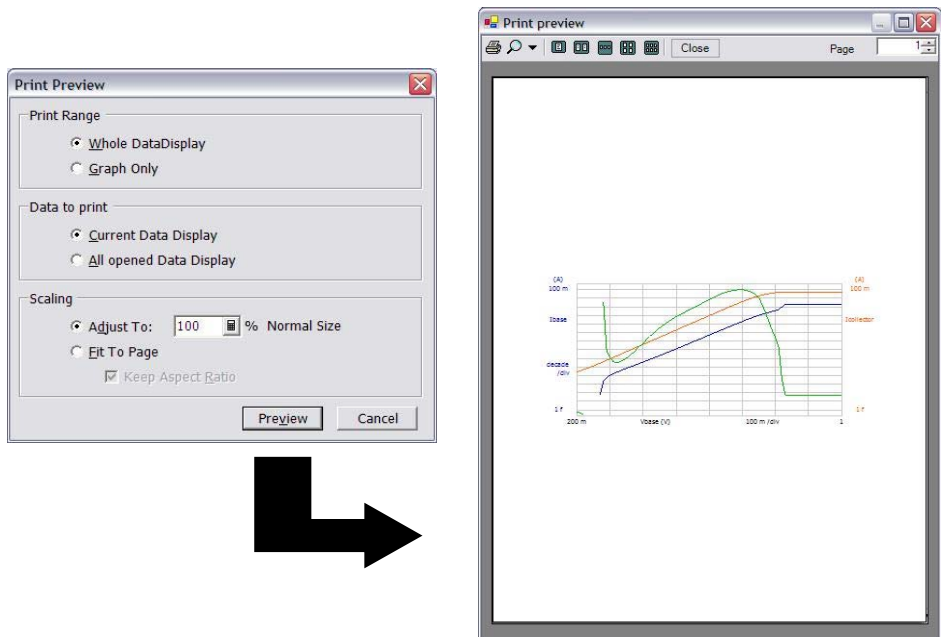 Print Preview
Print Range
Whole DataDisplay
Graph Only
Data to print
Current Data Display
All opened Data Display
Scaling
Adjust To: 100 % Normal Size
Fit To Page
Keep Aspect Ratio
Preview Cancel
Print preview
Close Page 1
(A) (A)
100 m 100 m
Ibase Icollector
decade
/div
1 f 1 f
200 m Vbase (V) 100 m /div 1